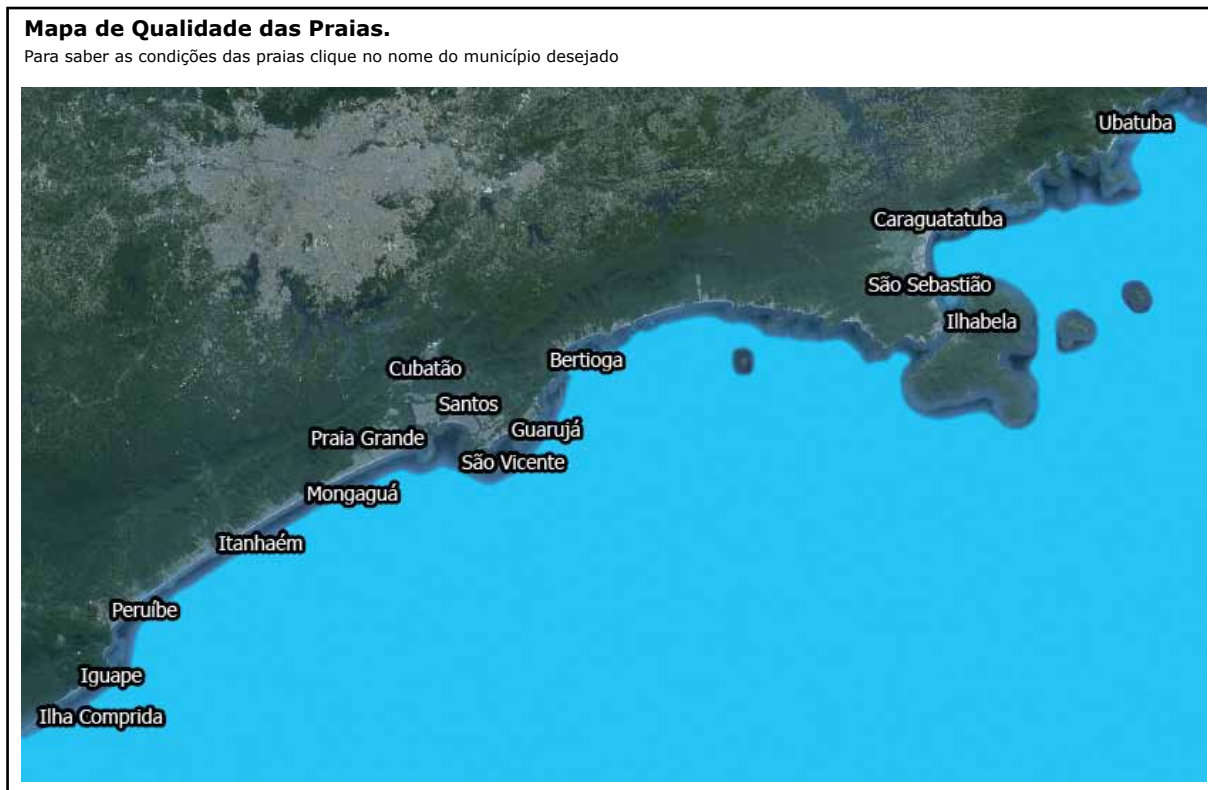 Mapa de Qualidade das Praias.
Para saber as condições das praias clique no nome do município desejado
Ubatuba
Caraguatatuba
São Sebastião
Ilhabela
Bertioga
Cubatão
Santos
Guarujá
Praia Grande
São Vicente
Mongaguá
Itanhaém
Peruíbe
Iguape
Ilha Comprida